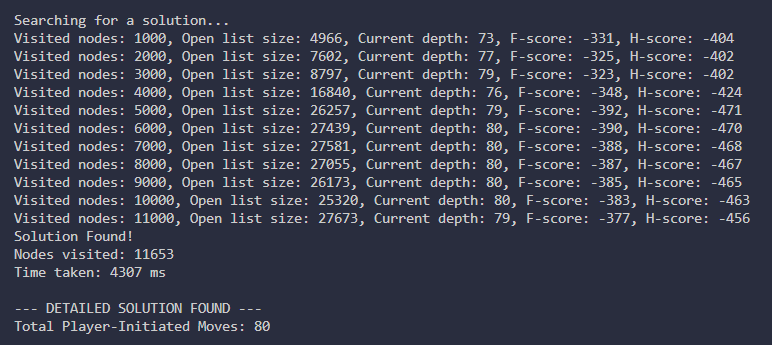 Searching for a solution...
Visited nodes: 1000, Open list size: 4966, Current depth: 73, F-score: -331, H-score: -404
Visited nodes: 2000, Open list size: 7602, Current depth: 77, F-score: -325, H-score: -402
Visited nodes: 3000, Open list size: 8797, Current depth: 79, F-score: -323, H-score: -402
Visited nodes: 4000, Open list size: 16840, Current depth: 76, F-score: -348, H-score: -424
Visited nodes: 5000, Open list size: 26257, Current depth: 79, F-score: -392, H-score: -471
Visited nodes: 6000, Open list size: 27439, Current depth: 80, F-score: -390, H-score: -470
Visited nodes: 7000, Open list size: 27581, Current depth: 80, F-score: -388, H-score: -468
Visited nodes: 8000, Open list size: 27055, Current depth: 80, F-score: -387, H-score: -467
Visited nodes: 9000, Open list size: 26173, Current depth: 80, F-score: -385, H-score: -465
Visited nodes: 10000, Open list size: 25320, Current depth: 80, F-score: -383, H-score: -463
Visited nodes: 11000, Open list size: 27673, Current depth: 79, F-score: -377, H-score: -456
Solution Found!
Nodes visited: 11653
Time taken: 4307 ms

--- DETAILED SOLUTION FOUND ---
Total Player-Initiated Moves: 80